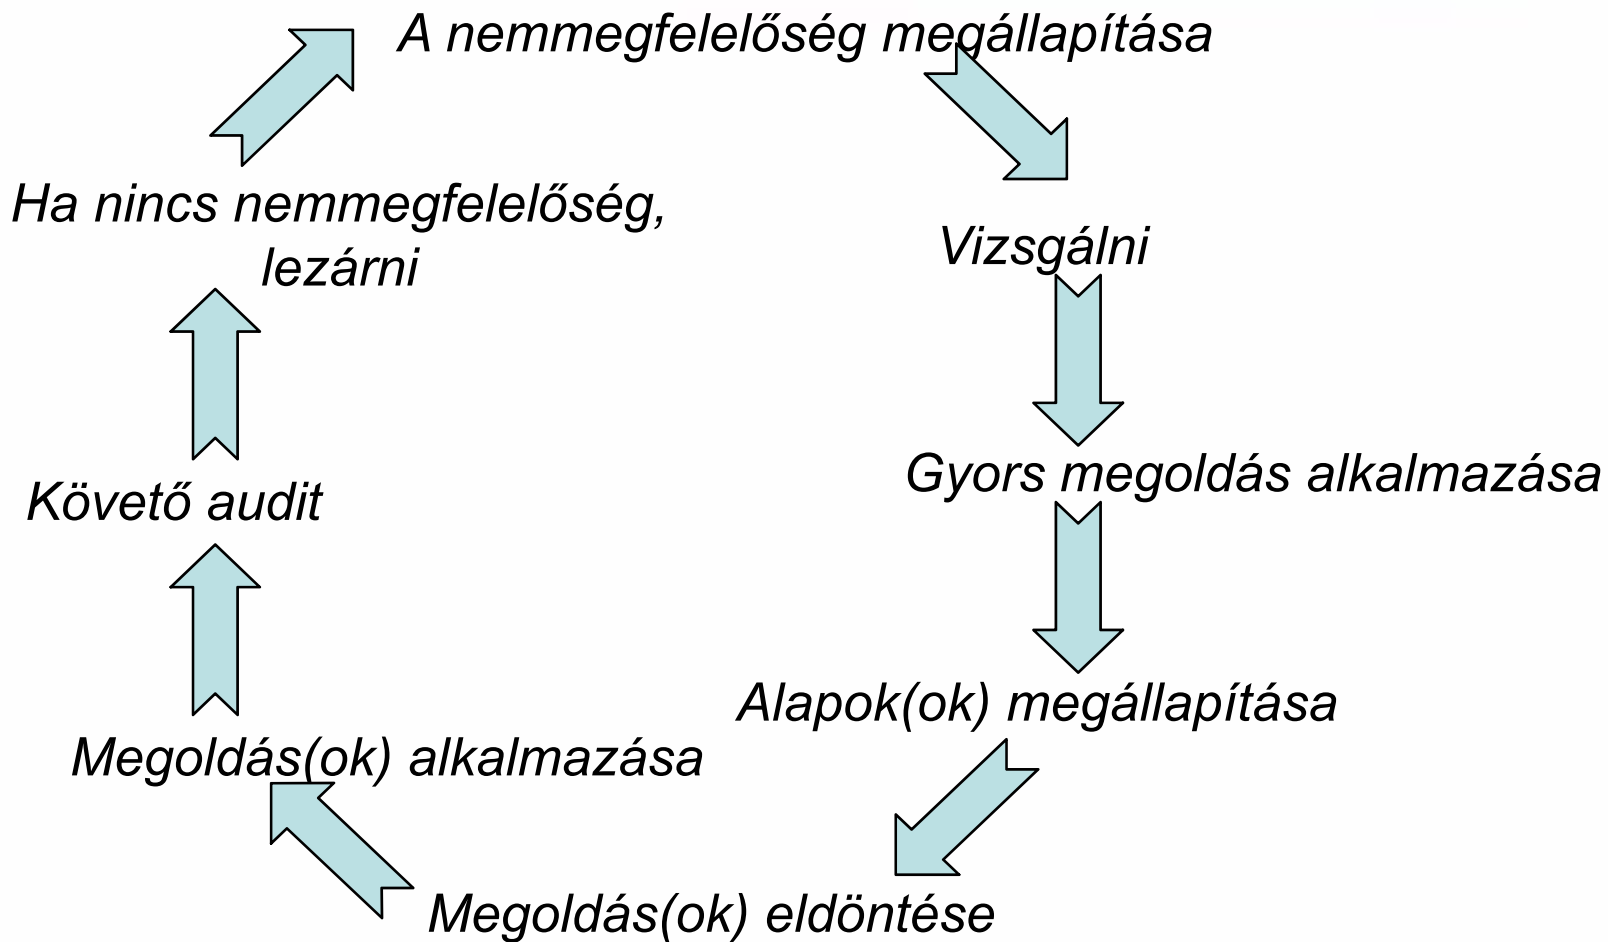 A nemmegfelelőség megállapítása
Vizsgálni
Gyors megoldás alkalmazása
Alapok(ok) megállapítása
Megoldás(ok) eldöntése
Megoldás(ok) alkalmazása
Követő audit
Ha nincs nemmegfelelőség,
lezárni